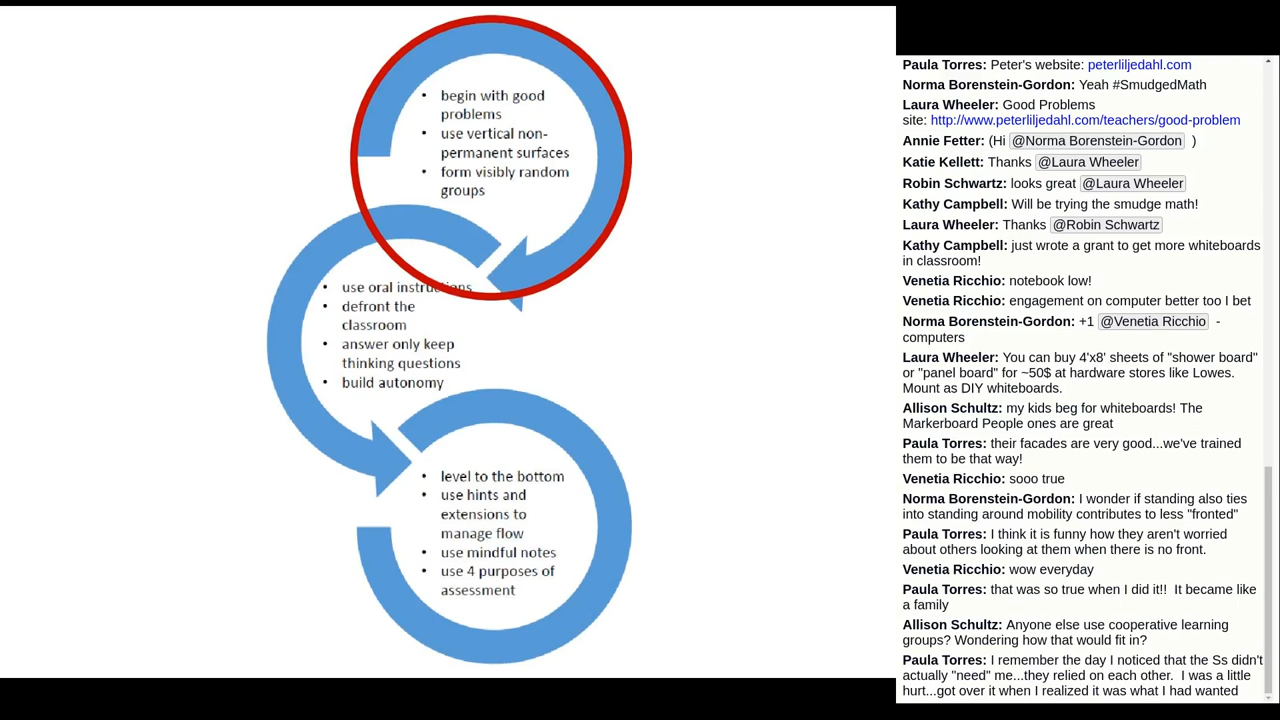 • begin with good
problems
• use vertical non-
permanent surfaces
• form visibly random
groups
• use oral instructions
• defront the
classroom
• answer only keep
thinking questions
• build autonomy
• level to the bottom
• use hints and
extensions to
manage flow
• use mindful notes
• use 4 purposes of
assessment
Paula Torres: Peter's website: peterliljedahl.com
Norma Borenstein-Gordon: Yeah #SmudgedMath
Laura Wheeler: Good Problems
site: http://www.peterliljedahl.com/teachers/good-problem
Annie Fetter: (Hi @Norma Borenstein-Gordon )
Katie Kellett: Thanks @Laura Wheeler
Robin Schwartz: looks great @Laura Wheeler
Kathy Campbell: Will be trying the smudge math!
Laura Wheeler: Thanks @Robin Schwartz
Kathy Campbell: just wrote a grant to get more whiteboards
in classroom!
Venetia Ricchio: notebook low!
Venetia Ricchio: engagement on computer better too I bet
Norma Borenstein-Gordon: +1 @Venetia Ricchio -
computers
Laura Wheeler: You can buy 4'x8' sheets of "shower board"
or "panel board" for ~50$ at hardware stores like Lowes.
Mount as DIY whiteboards.
Allison Schultz: my kids beg for whiteboards! The
Markerboard People ones are great
Paula Torres: their facades are very good...we've trained
them to be that way!
Venetia Ricchio: sooo true
Norma Borenstein-Gordon: I wonder if standing also ties
into standing around mobility contributes to less "fronted"
Paula Torres: I think it is funny how they aren't worried
about others looking at them when there is no front.
Venetia Ricchio: wow everyday
Paula Torres: that was so true when I did it!! It became like
a family
Allison Schultz: Anyone else use cooperative learning
groups? Wondering how that would fit in?
Paula Torres: I remember the day I noticed that the Ss didn't
actually "need" me...they relied on each other. I was a little
hurt...got over it when I realized it was what I had wanted